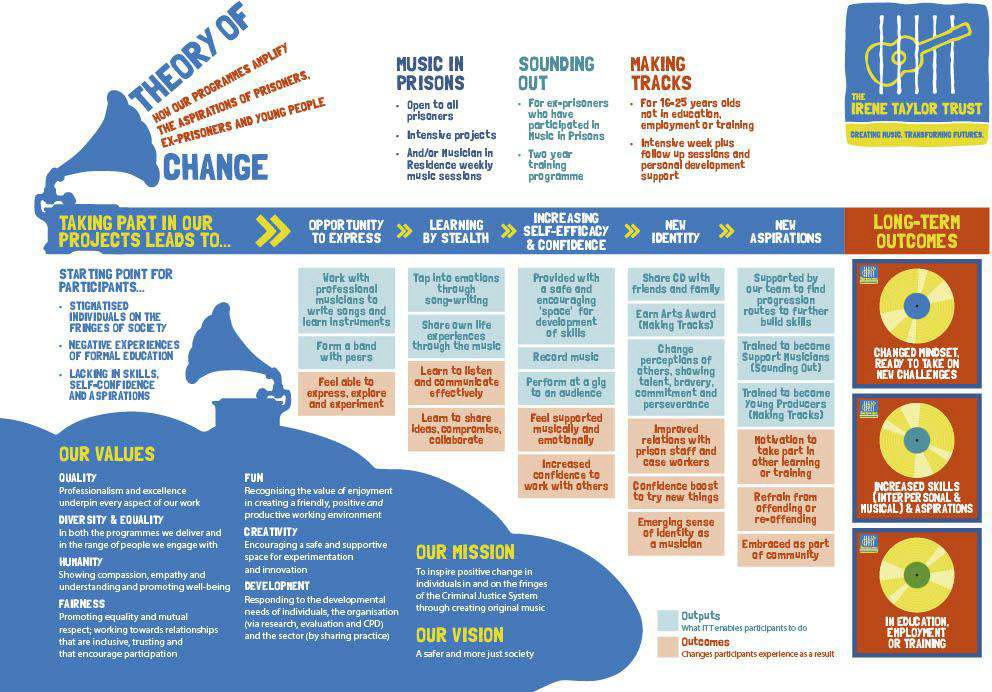 THEORY OF
HOW OUR PROGRAMMES AMPLIFY
THE ASPIRATIONS OF PRISONERS,
EX-PRISONERS AND YOUNG PEOPLE
CHANGE
MUSIC IN
PRISONS
• Open to all
prisoners
• Intensive projects
• And/or Musician in
Residence weekly
music sessions
SOUNDING
OUT
• For ex-prisoners
who have
participated in
Music in Prisons
• Two year
training
programme
MAKING
TRACKS
• For 16-25 years olds
not in education,
employment or training
• Intensive week plus
follow up sessions and
personal development
support
THE
IRENE TAYLOR TRUST
CREATING MUSIC. TRANSFORMING FUTURES.
TAKING PART IN OUR
PROJECTS LEADS TO...
OPPORTUNITY
TO EXPRESS
LEARNING
BY STEALTH
INCREASING
SELF-EFFICACY
& CONFIDENCE
NEW
IDENTITY
NEW
ASPIRATIONS
LONG-TERM
OUTCOMES
STARTING POINT FOR
PARTICIPANTS...
• STIGMATISED
INDIVIDUALS ON THE
FRINGES OF SOCIETY
• NEGATIVE EXPERIENCES
OF FORMAL EDUCATION
• LACKING IN SKILLS,
SELF-CONFIDENCE
AND ASPIRATIONS
Work with
professional
musicians to
write songs and
learn instruments
Form a band
with peers
Feel able to
express, explore
and experiment
Tap into emotions
through
song-writing
Share own life
experiences
through the music
Learn to listen
and communicate
effectively
Learn to share
ideas, compromise,
collaborate
Provided with
a safe and
encouraging
'space' for
development
of skills
Record music
Perform at a gig
to an audience
Feel supported
musically and
emotionally
Increased
confidence to
work with others
Share CD with
friends and family
Earn Arts Award
(Making Tracks)
Change
perceptions of
others, showing
talent, bravery,
commitment and
perseverance
Improved
relations with
prison staff and
case workers
Confidence boost
to try new things
Emerging sense
of identity as
a musician
Supported by
our team to find
progression
routes to further
build skills
Trained to become
Support Musicians
(Sounding Out)
Trained to become
Young Producers
(Making Tracks)
Motivation to
take part in
other learning
or training
Refrain from
offending or
re-offending
Embraced as part
of community
CHANGED MINDSET,
READY TO TAKE ON
NEW CHALLENGES
INCREASED SKILLS
(INTERPERSONAL &
MUSICAL) & ASPIRATIONS
IN EDUCATION,
EMPLOYMENT
OR TRAINING
OUR VALUES
QUALITY
Professionalism and excellence
underpin every aspect of our work
DIVERSITY & EQUALITY
In both the programmes we deliver and
in the range of people we engage with
HUMANITY
Showing compassion, empathy and
understanding and promoting well-being
FAIRNESS
Promoting equality and mutual
respect; working towards relationships
that are inclusive, trusting and
that encourage participation
FUN
Recognising the value of enjoyment
in creating a friendly, positive and
productive working environment
CREATIVITY
Encouraging a safe and supportive
space for experimentation
and innovation
DEVELOPMENT
Responding to the developmental
needs of individuals, the organisation
(via research, evaluation and CPD)
and the sector (by sharing practice)
OUR MISSION
To inspire positive change in
individuals in and on the fringes
of the Criminal Justice System
through creating original music
OUR VISION
A safer and more just society
Outputs
What ITT enables participants to do
Outcomes
Changes participants experience as a result